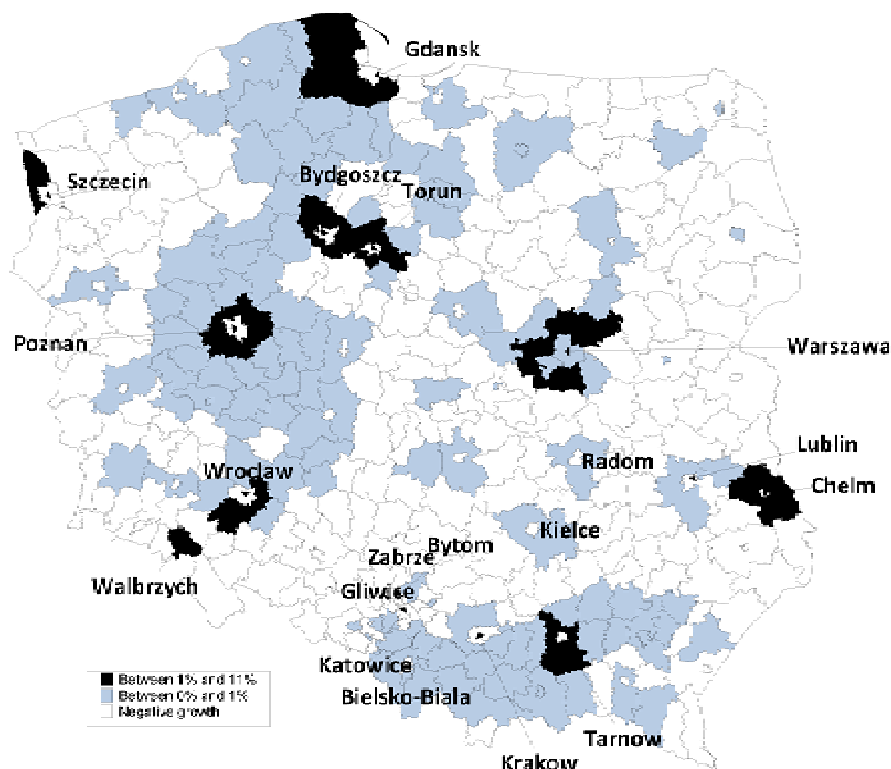 Gdansk
Szczecin
Bydgoszcz
Torun
Poznan
Warszawa
Lublin
Radom
Wroclaw
Chelm
Kielce
Bytom
Zabrze
Walbrzych
Gliwice
Katowice
Bielsko-Biala
Tarnow
Krakow
Between 1% and 11%
Between 0% and 1%
Negative growth